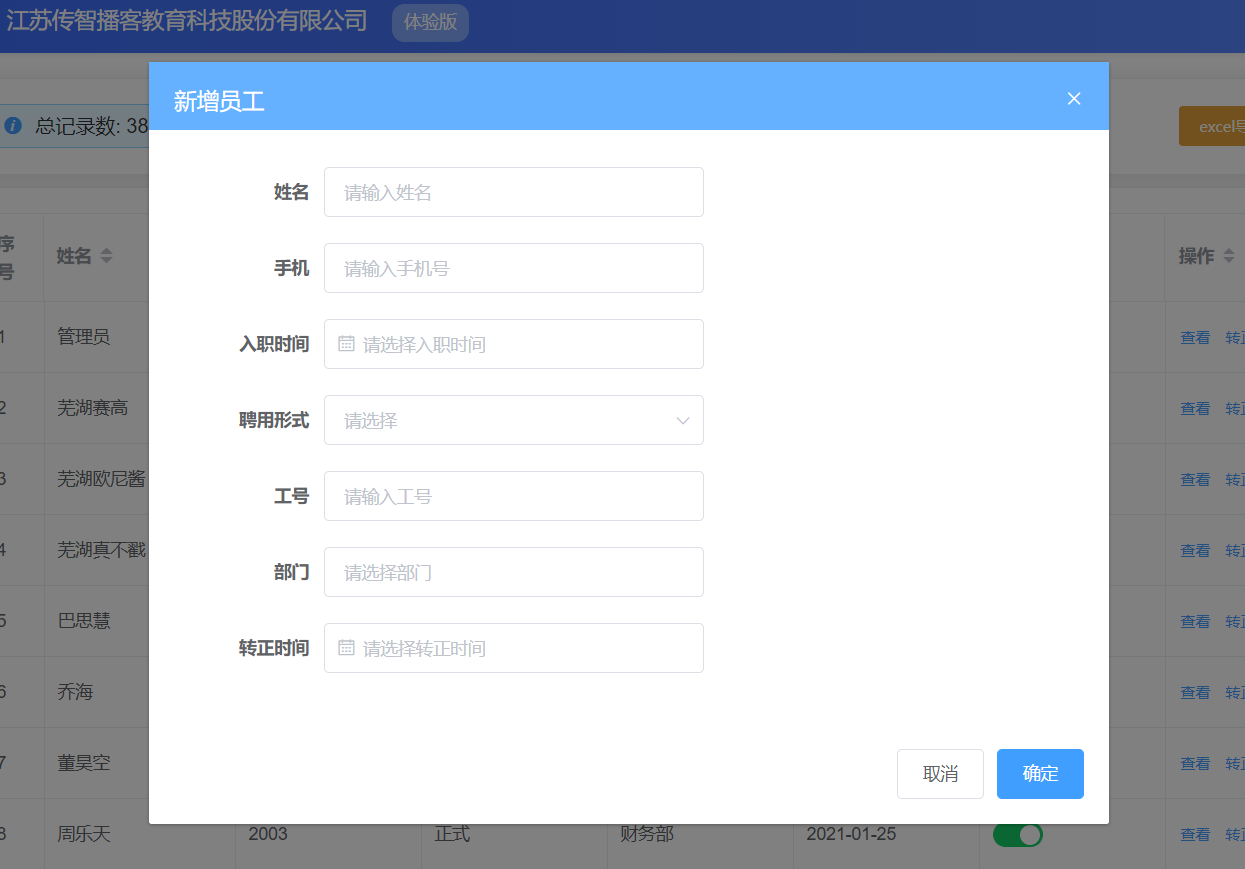 江苏传智播客教育科技股份有限公司 体验版
新增员工
总记录数: 38
excel导
姓名 请输入姓名
手机 请输入手机号
入职时间 请选择入职时间
聘用形式 请选择
工号 请输入工号
部门 请选择部门
转正时间 请选择转正时间
取消 确定
序号 姓名 操作
1 管理员 查看 转正
2 芜湖赛高 查看 转正
3 芜湖欧尼酱 查看 转正
4 芜湖真不戳 查看 转正
5 巴思慧 查看 转正
6 乔海 查看 转正
7 董昊空 查看 转正
8 周乐天 2003 正式 财务部 2021-01-25 查看 转正